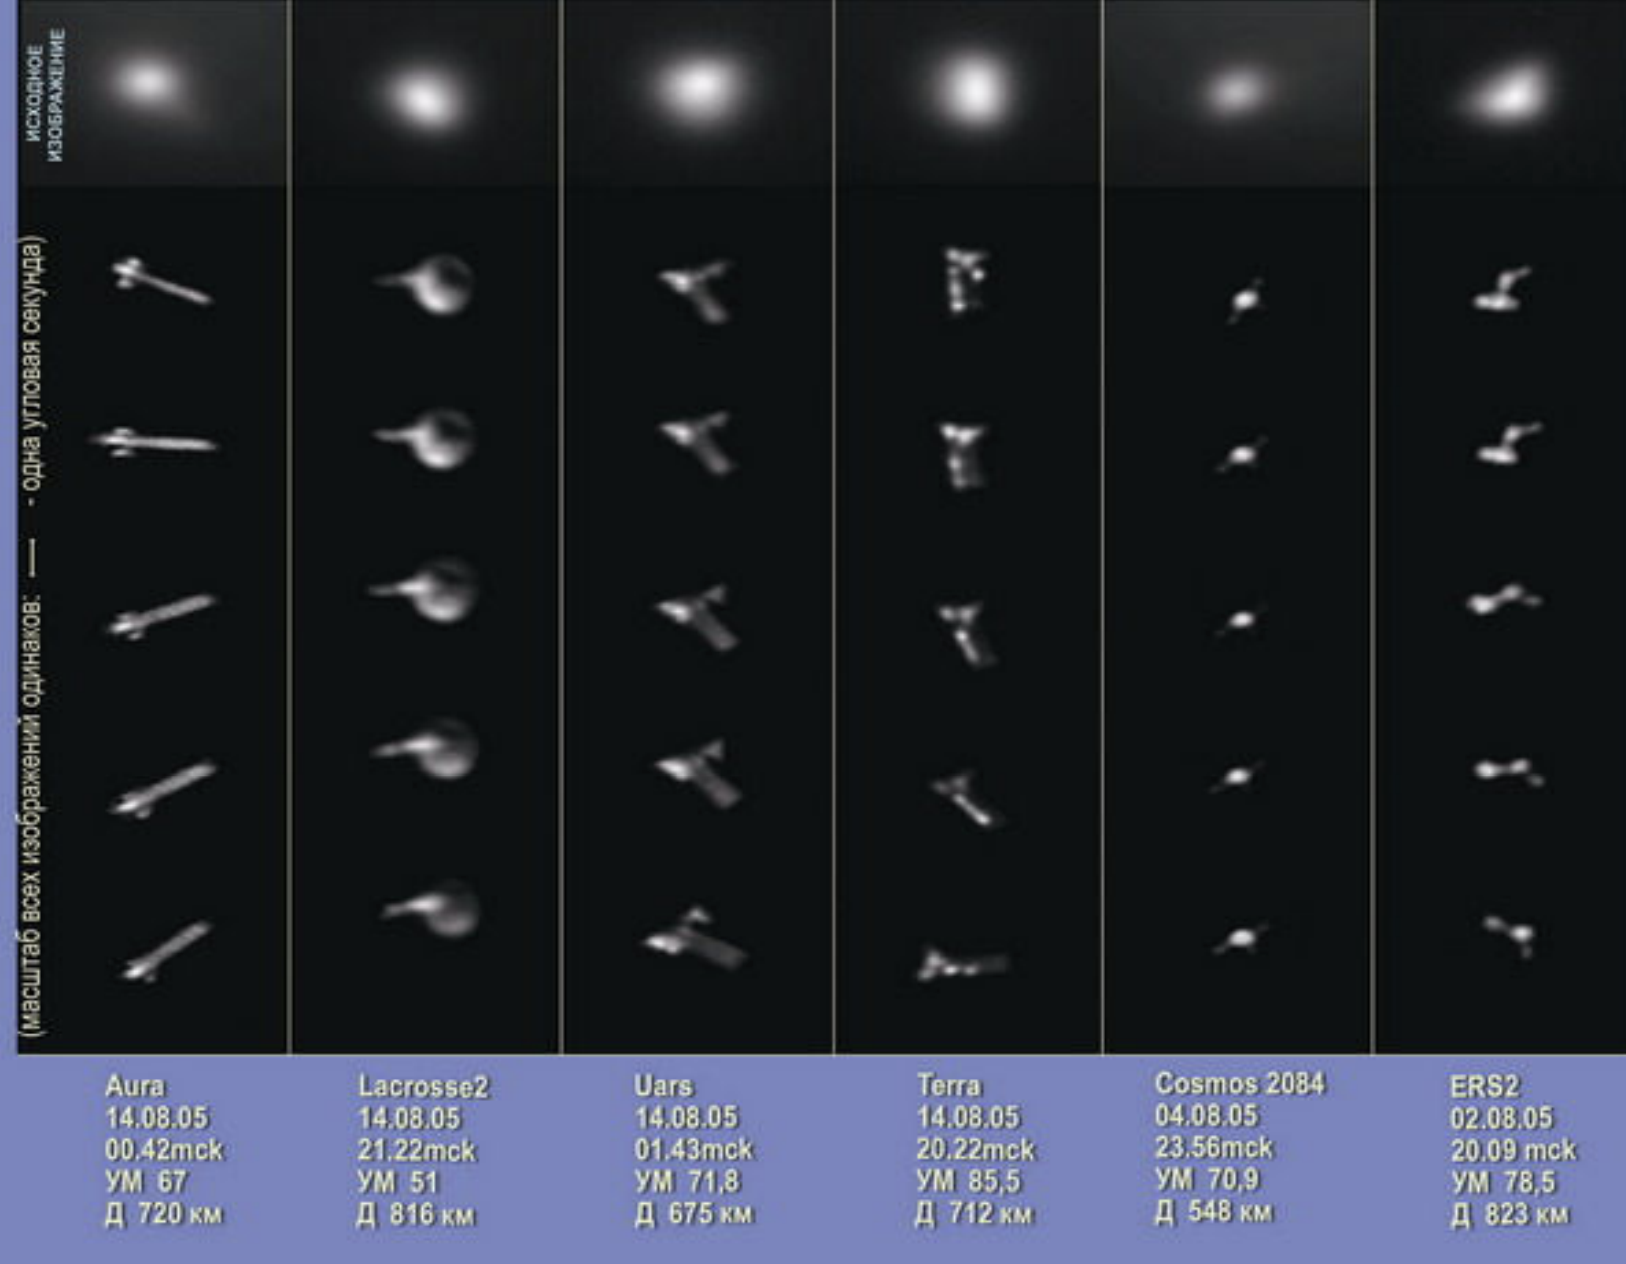 ИСХОДНОЕ
ИЗОБРАЖЕНИЕ
(масштаб всех изображений одинаков: — - одна угловая секунда)
Aura
14.08.05
00.42mck
УМ 67
Д 720 км
Lacrosse2
14.08.05
21.22mck
УМ 51
Д 816 км
Uars
14.08.05
01.43mck
УМ 71,8
Д 675 км
Terra
14.08.05
20.22mck
УМ 85,5
Д 712 км
Cosmos 2084
04.08.05
23.56mck
УМ 70,9
Д 548 км
ERS2
02.08.05
20.09 mck
УМ 78,5
Д 823 км